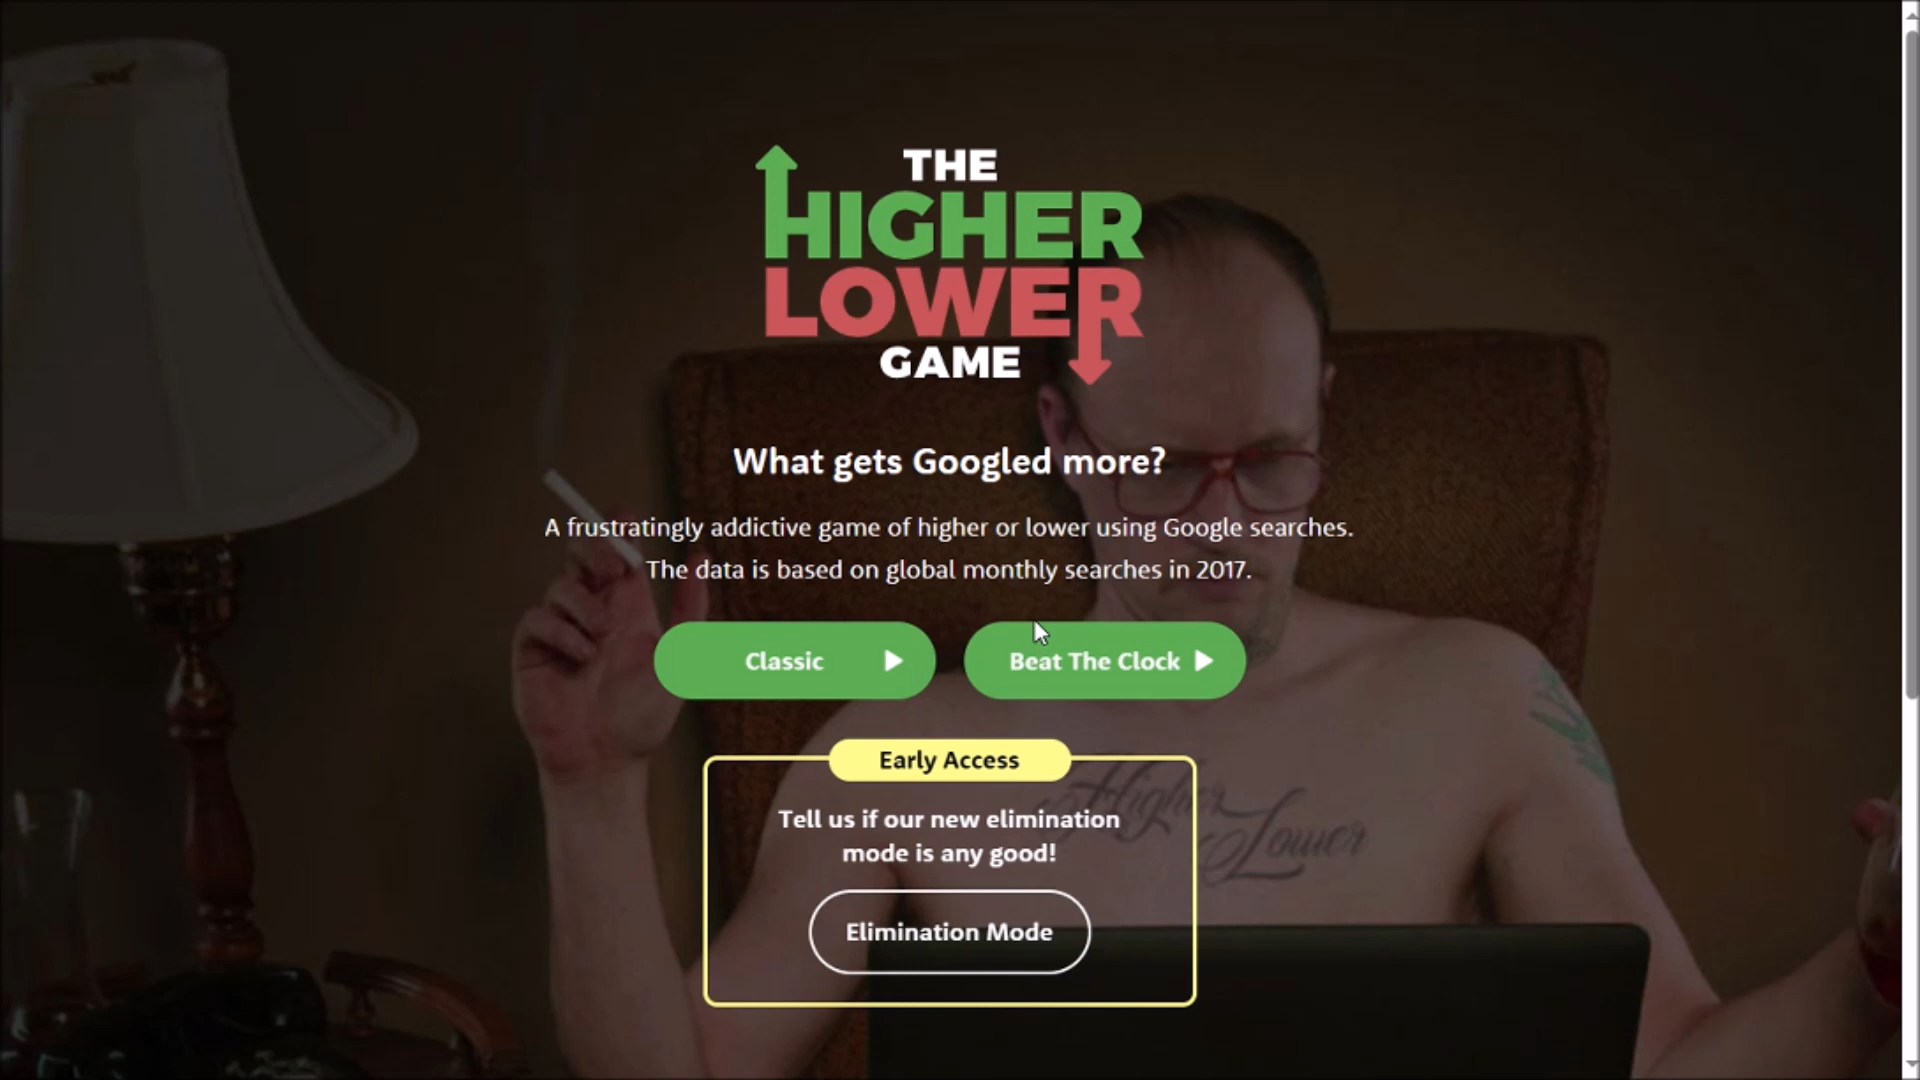 THE
HIGHER
LOWER
GAME
What gets Googled more?
A frustratingly addictive game of higher or lower using Google searches.
The data is based on global monthly searches in 2017.
Classic
Beat The Clock
Early Access
Tell us if our new elimination
mode is any good!
Higher
Lower
Elimination Mode